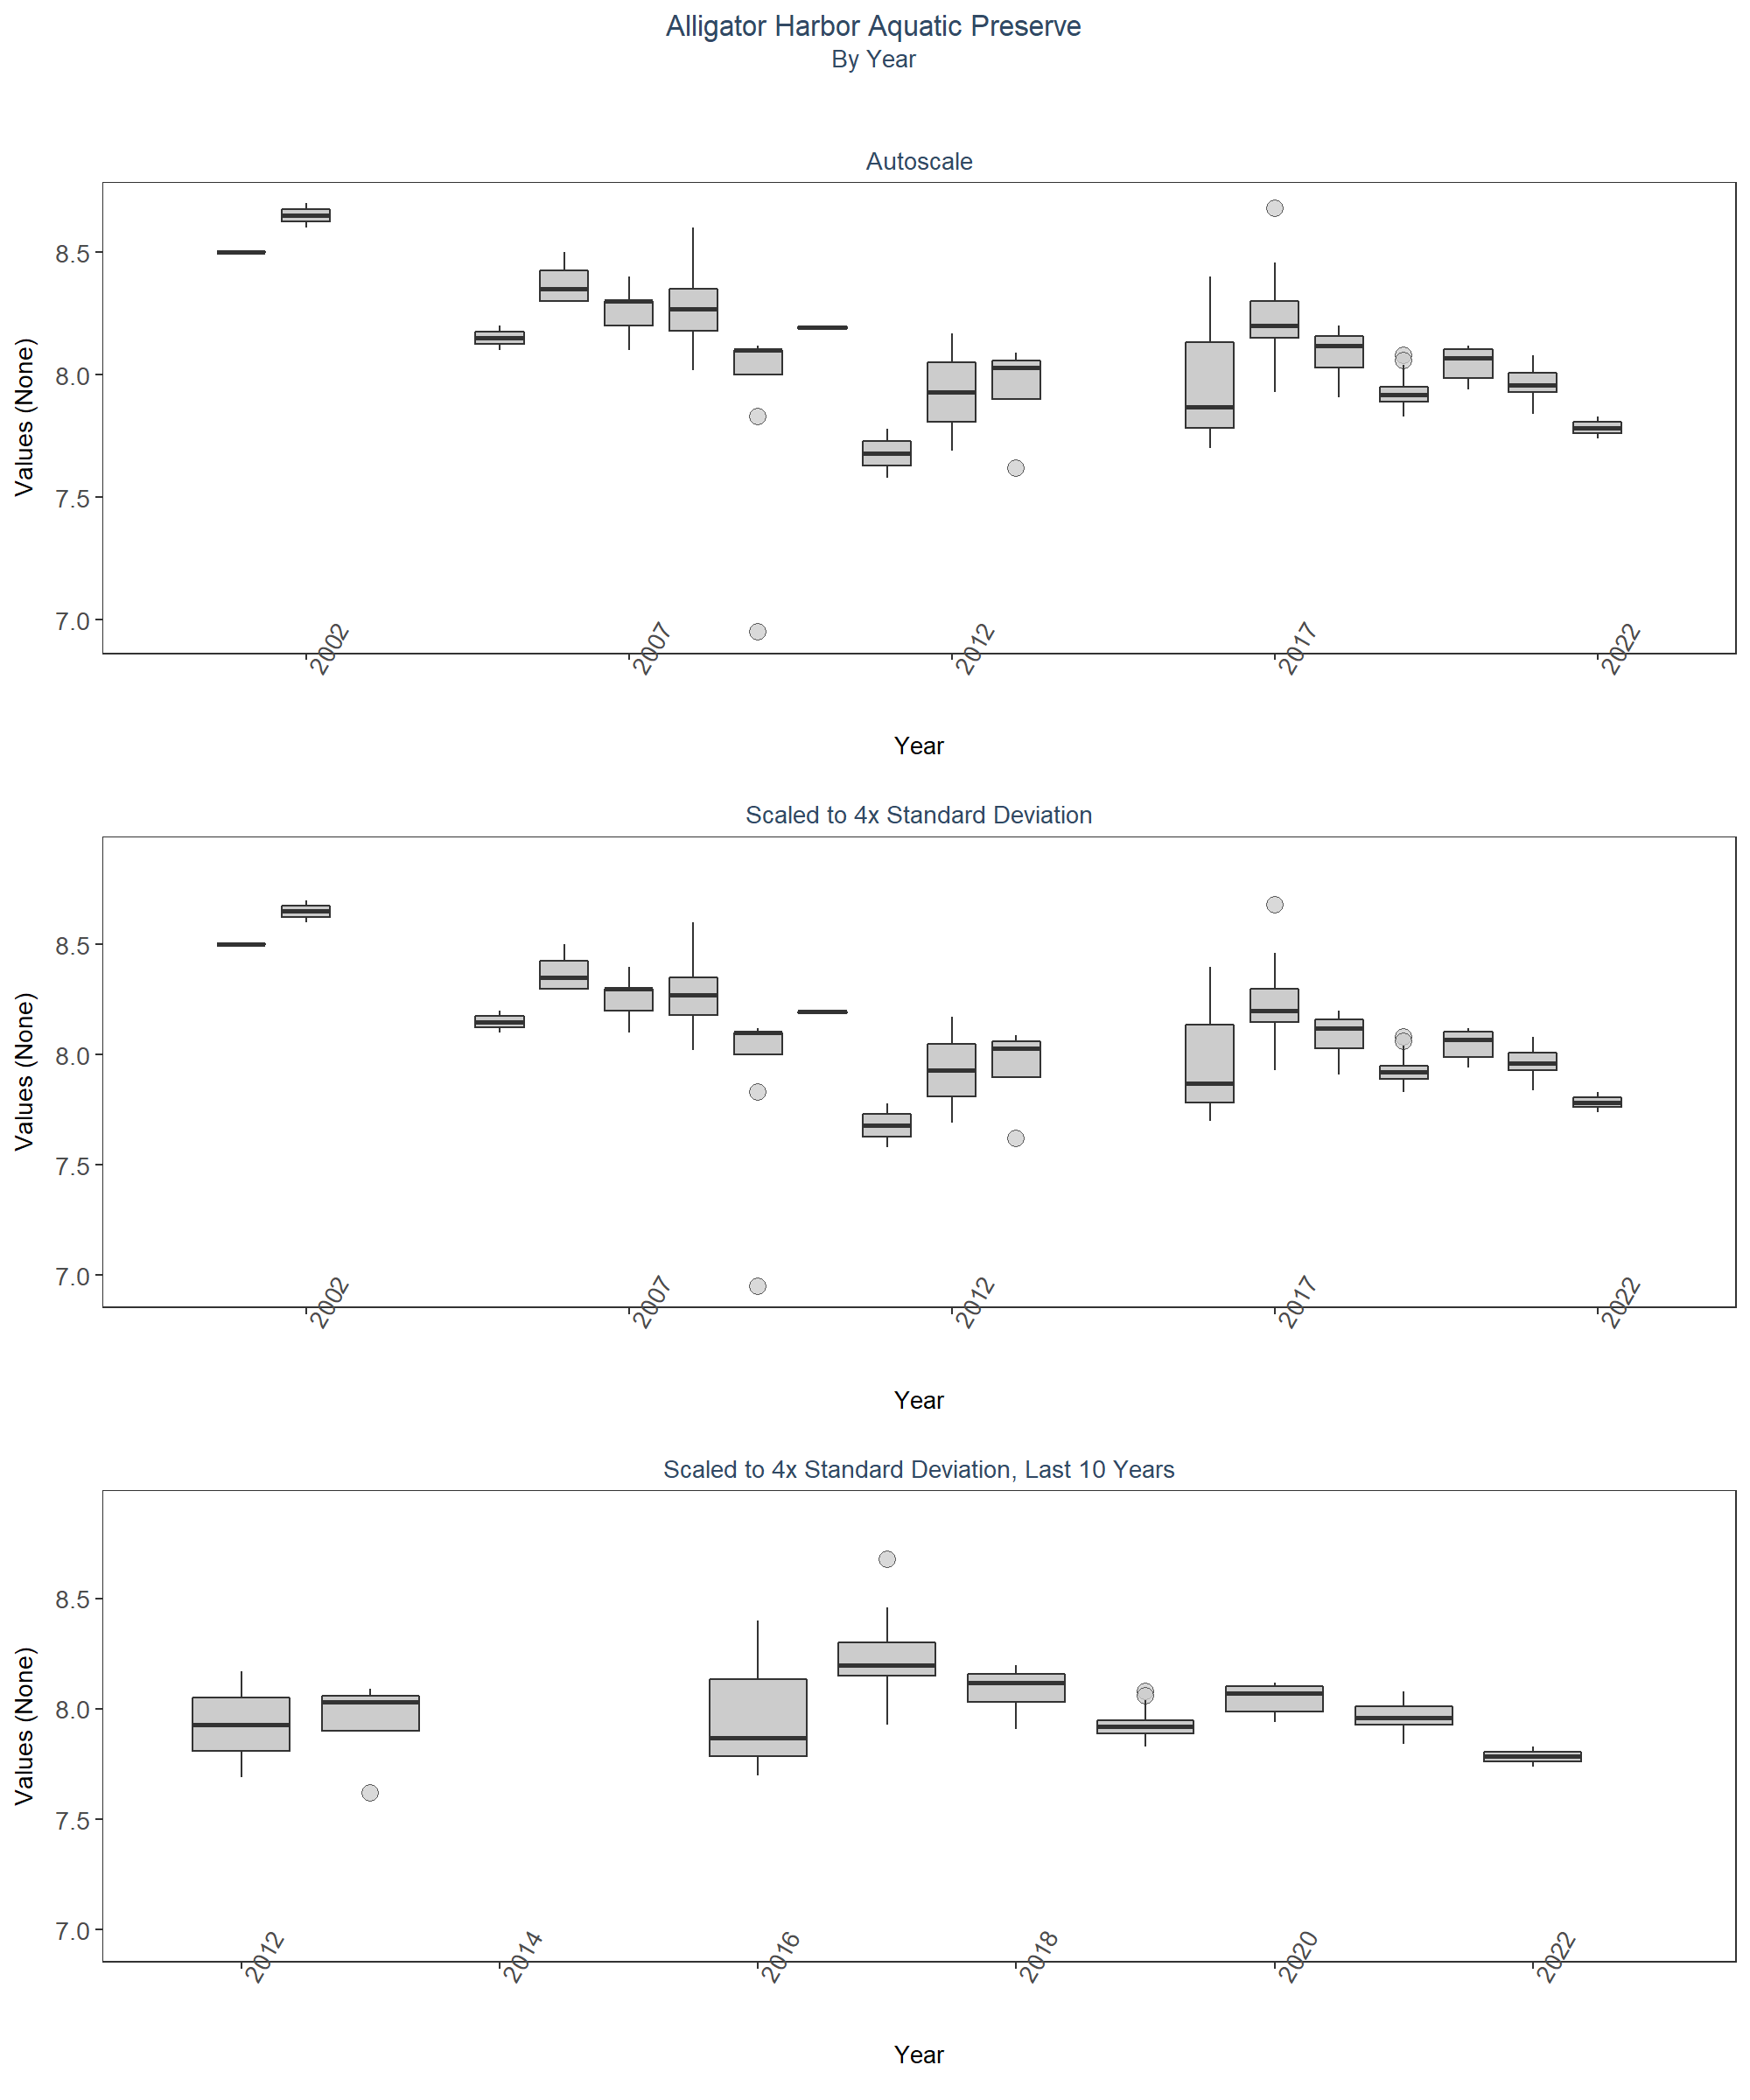 Alligator Harbor Aquatic Preserve
By Year
Autoscale
Values (None)
8.5
8.0
7.5
7.0
2002 2007 2012 2017 2022
Year
Scaled to 4x Standard Deviation
Values (None)
8.5
8.0
7.5
7.0
2002 2007 2012 2017 2022
Year
Scaled to 4x Standard Deviation, Last 10 Years
Values (None)
8.5
8.0
7.5
7.0
2012 2014 2016 2018 2020 2022
Year